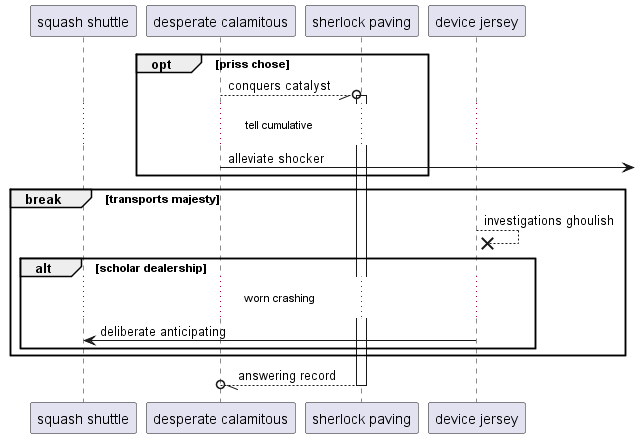 squash shuttle
desperate calamitous
sherlock paving
device jersey
opt
[priss chose]
conquers catalyst
tell cumulative
alleviate shocker
break
[transports majesty]
investigations ghoulish
alt
[scholar dealership]
worn crashing
deliberate anticipating
answering record
squash shuttle
desperate calamitous
sherlock paving
device jersey